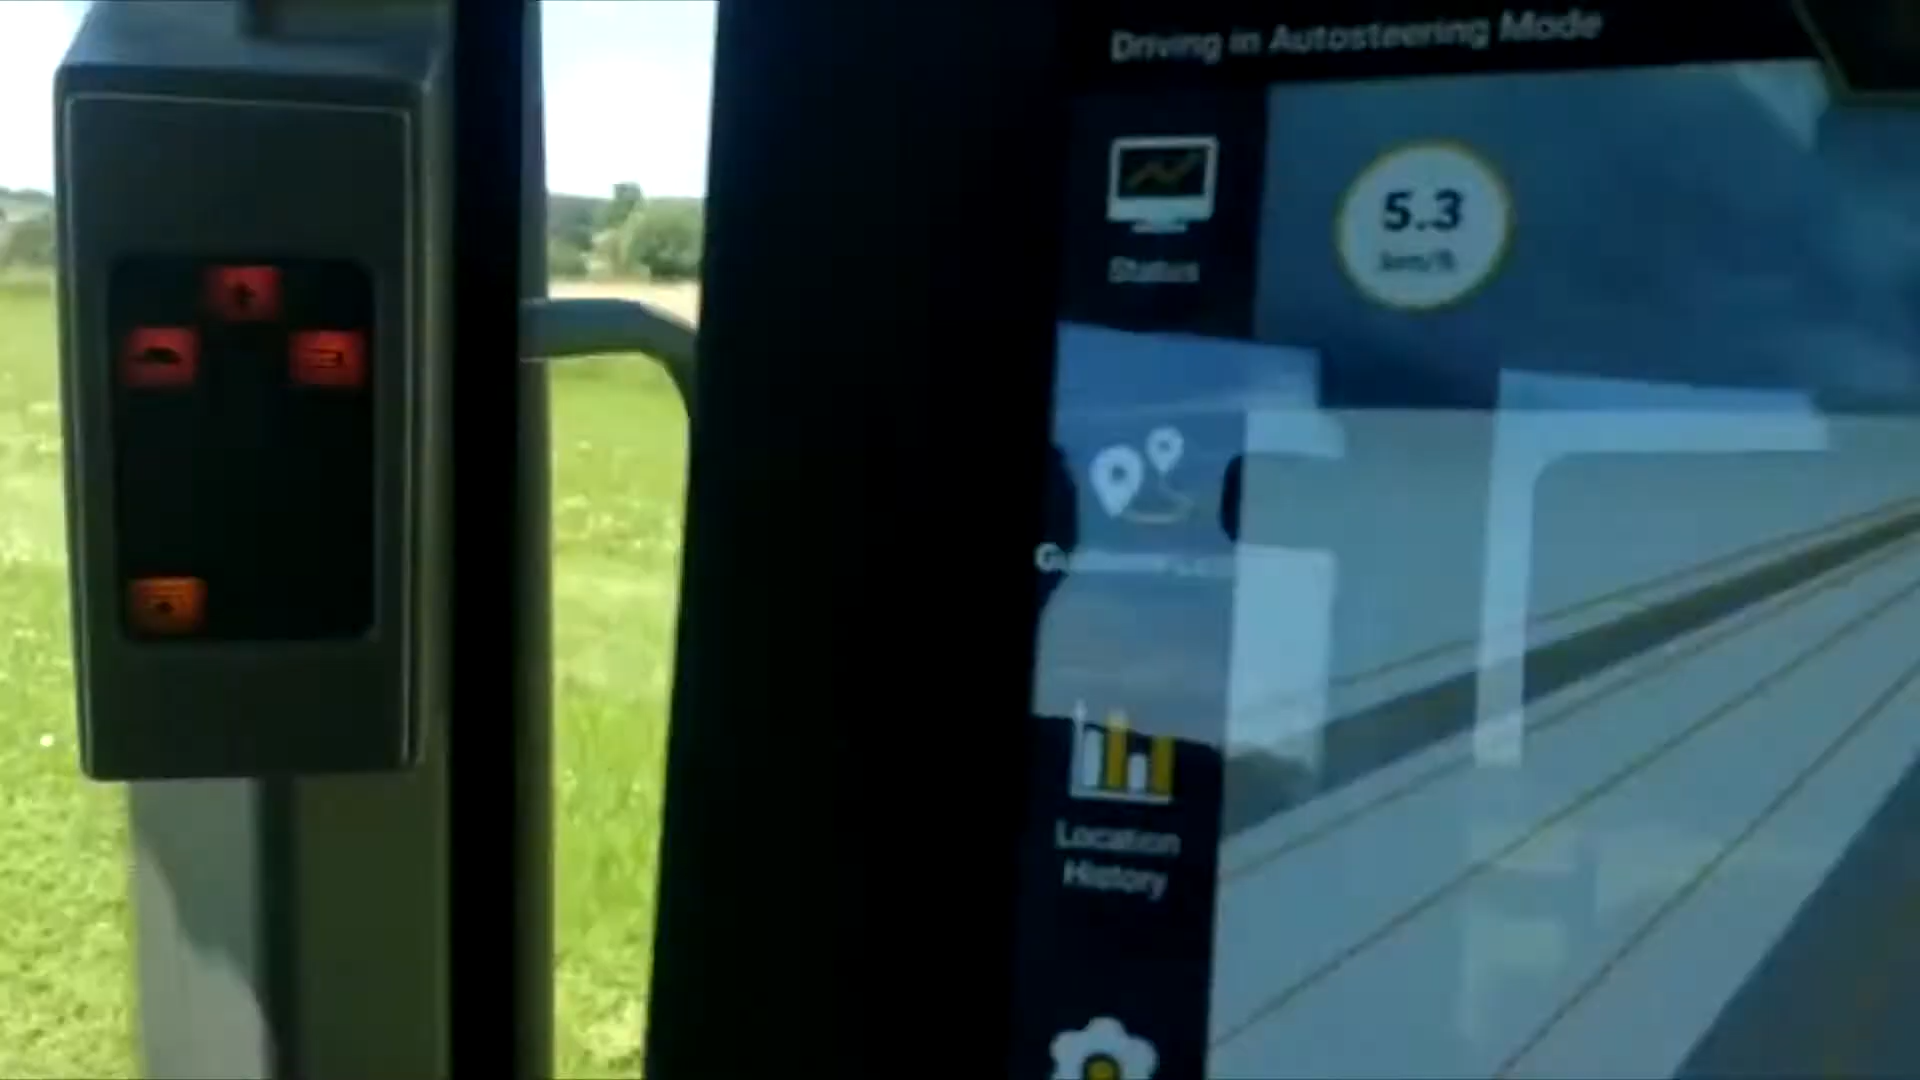 Driving in Autosteering Mode
5.3
km/h
Status
Location
History